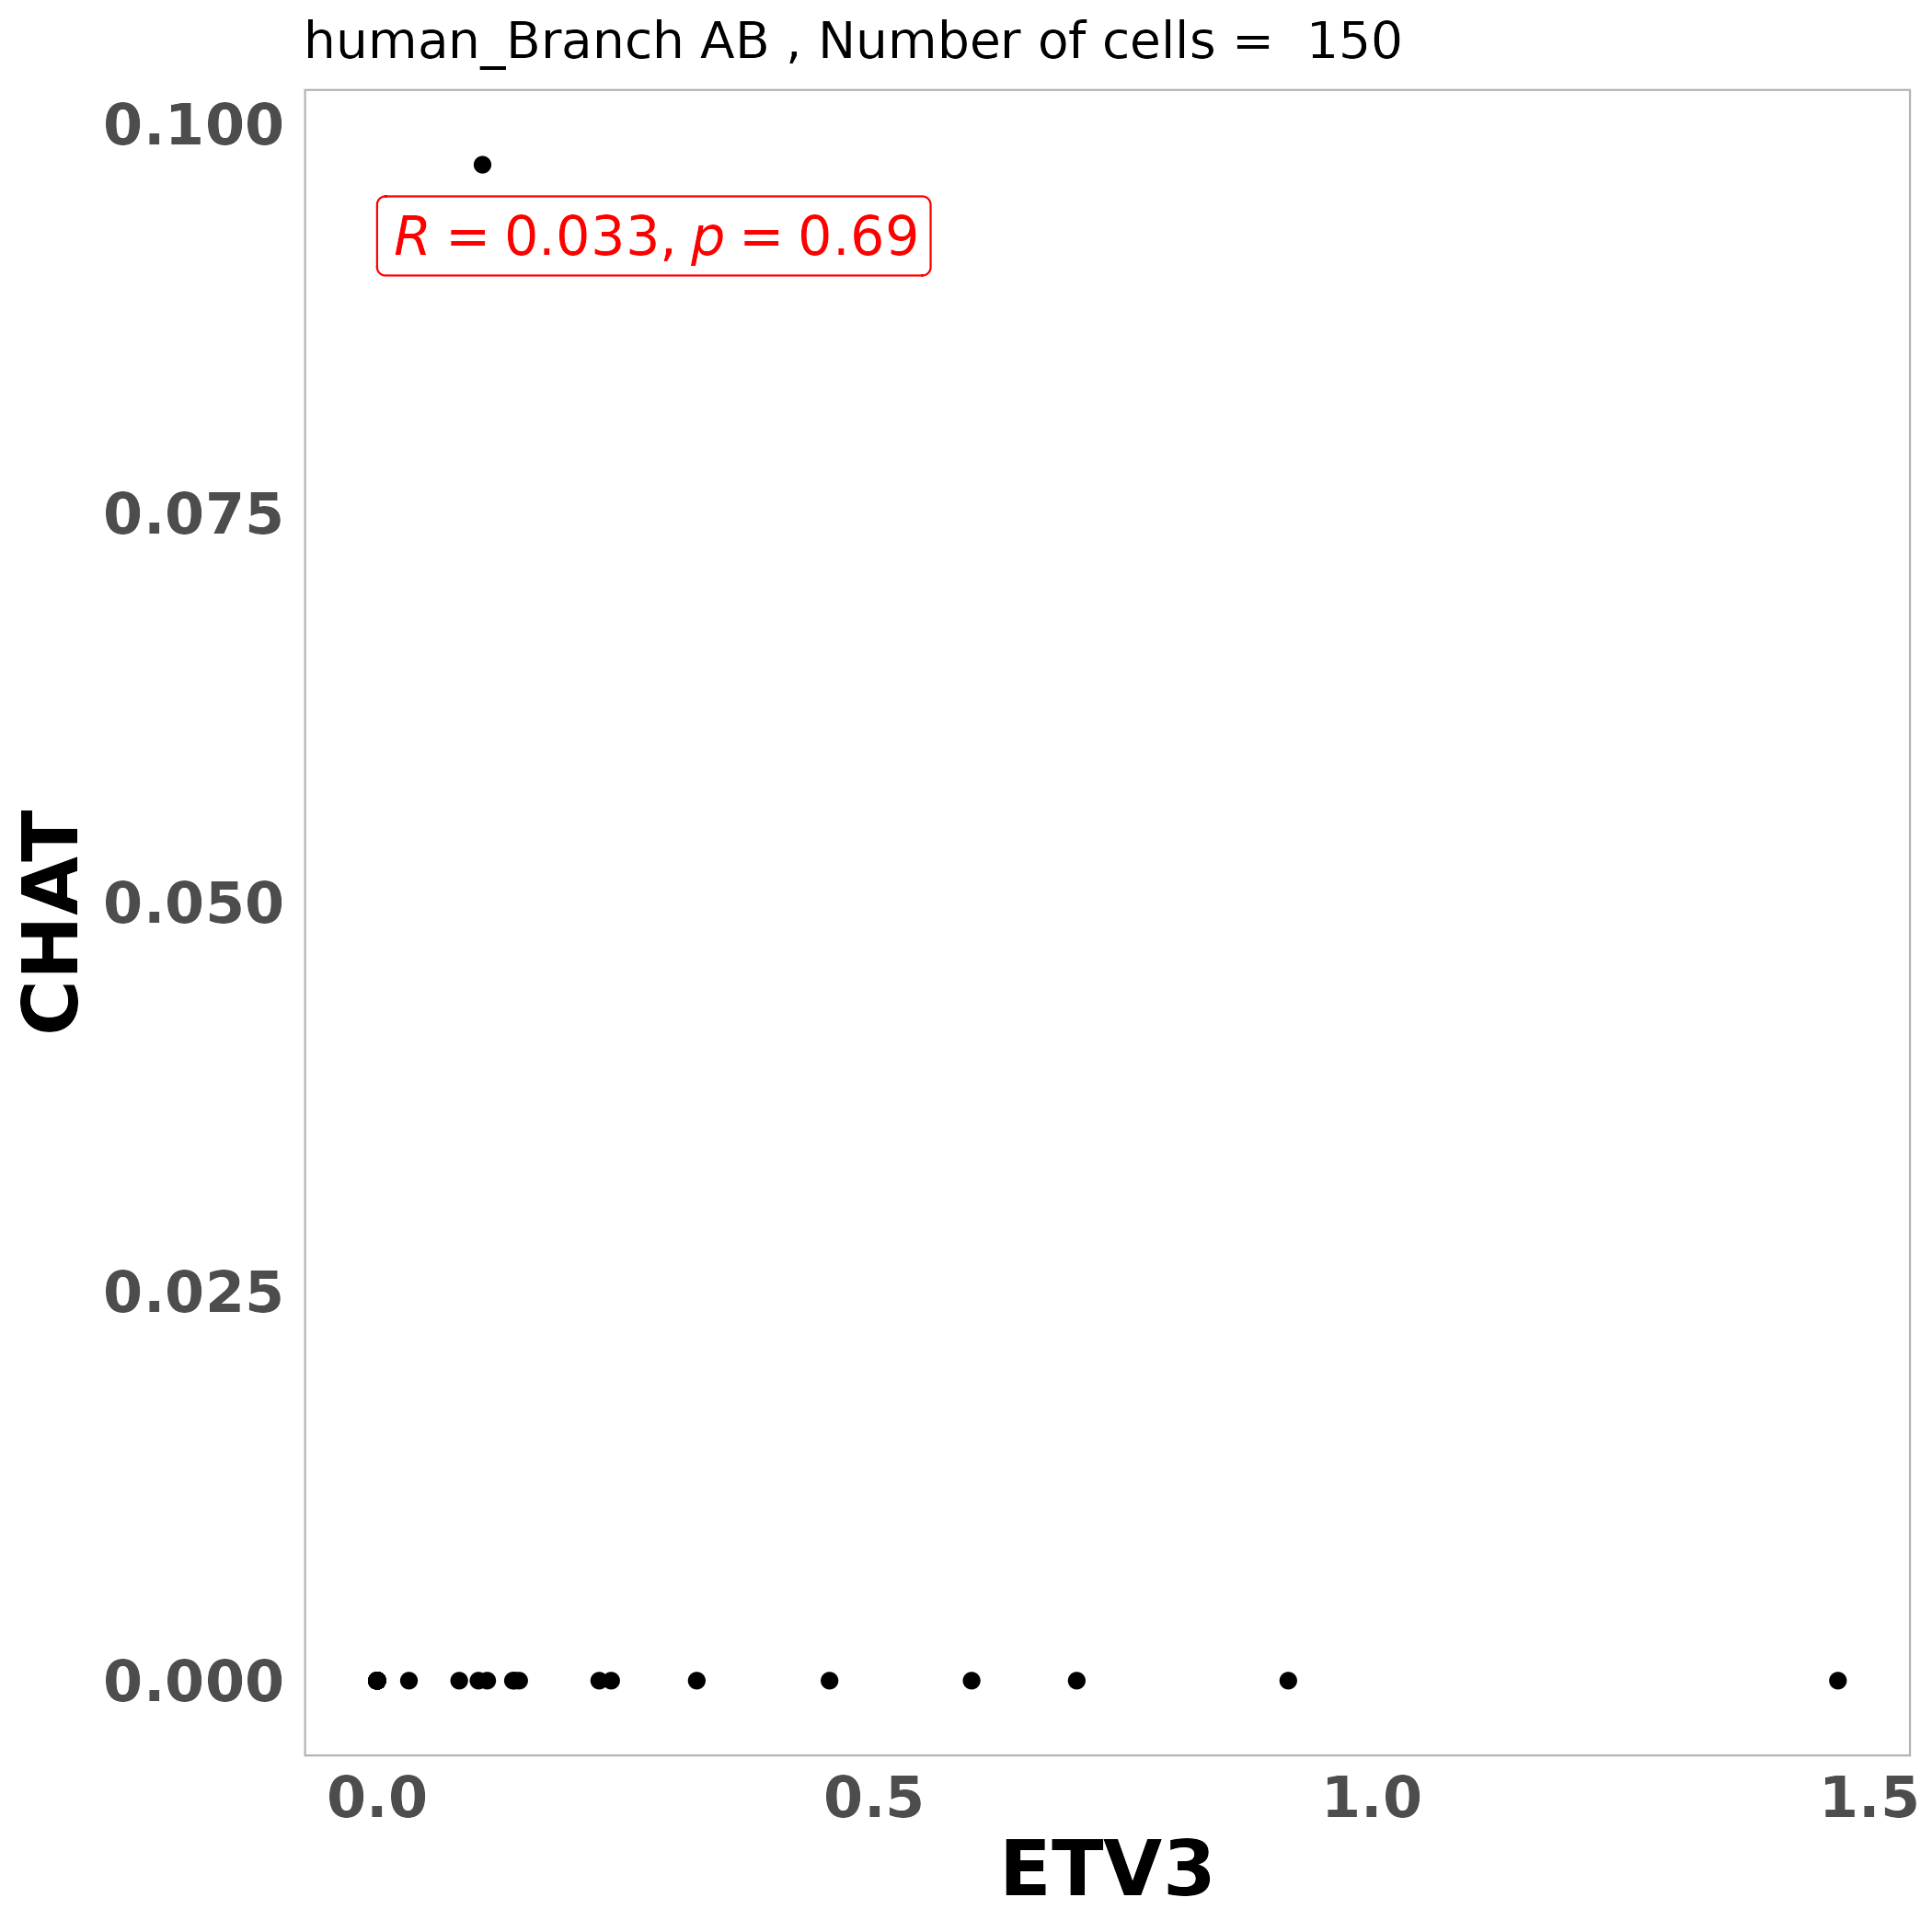 human_Branch AB , Number of cells =  150
0.100
R = 0.033, p = 0.69
0.075
0.050
0.025
0.000
CHAT
0.0 0.5 1.0 1.5
ETV3